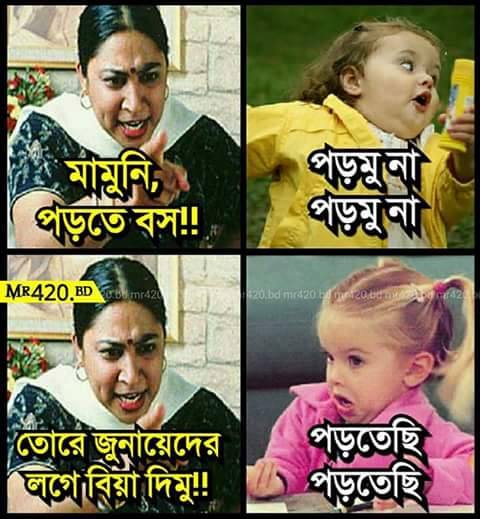 মামুনি,
পড়তে বস!!
পড়মু না
পড়মু না
MR420.BD
তোরে জুনায়েদের
লগে বিয়া দিমু!!
পড়তেছি
পড়তেছি